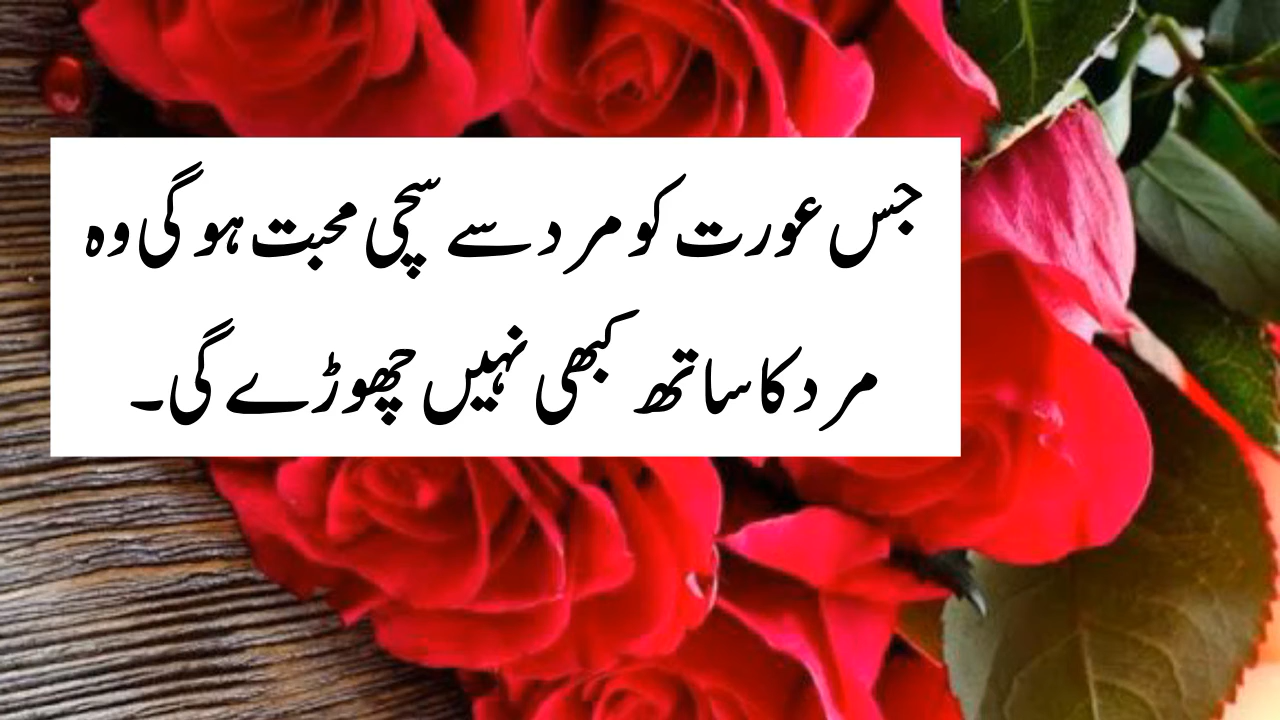 جس عورت کو مرد سے سچی محبت ہو گی وہ
مرد کا ساتھ کبھی نہیں چھوڑے گی۔